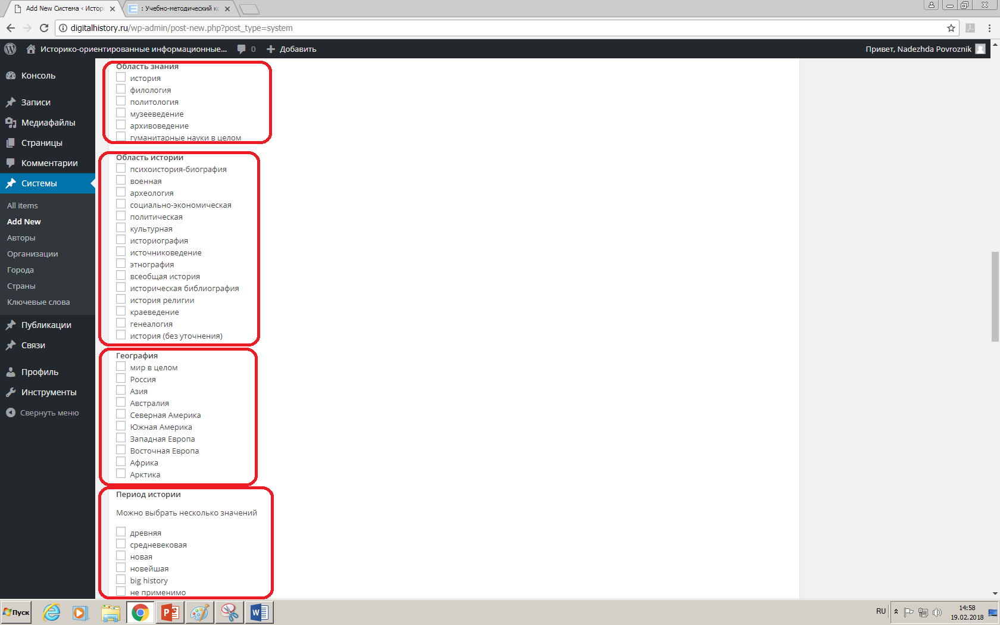 Add New Система ‹ Истор
: Учебно-методический ко
digitalhistory.ru/wp-admin/post-new.php?post_type=system
Историко-ориентированные информационные...
0
Добавить
Привет, Nadezhda Povroznik
Консоль
Записи
Медиафайлы
Страницы
Комментарии
Системы
All items
Add New
Авторы
Организации
Города
Страны
Ключевые слова
Публикации
Связи
Профиль
Инструменты
Свернуть меню
Область знания
история
филология
политология
музееведение
архивоведение
гуманитарные науки в целом
Область истории
психоистория-биография
военная
археология
социально-экономическая
политическая
культурная
историография
источниковедение
этнография
всеобщая история
историческая библиография
история религии
краеведение
генеалогия
история (без уточнения)
География
мир в целом
Россия
Азия
Австралия
Северная Америка
Южная Америка
Западная Европа
Восточная Европа
Африка
Арктика
Период истории
Можно выбрать несколько значений
древняя
средневековая
новая
новейшая
big history
не применимо
Пуск
RU
14:58
19.02.2018